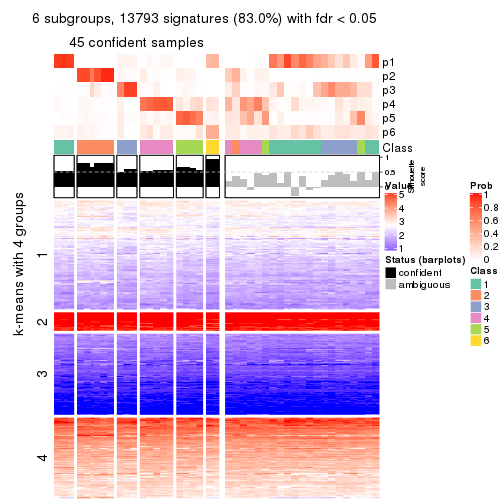 6 subgroups, 13793 signatures (83.0%) with fdr < 0.05
45 confident samples
p1
p2
p3
p4
p5
p6
Class
1
0.5
0
Silhouette
score
k-means with 4 groups
1
2
3
4
Value
5
4
3
2
1
Status (barplots)
confident
ambiguous
Prob
1
0.8
0.6
0.4
0.2
0
Class
1
2
3
4
5
6